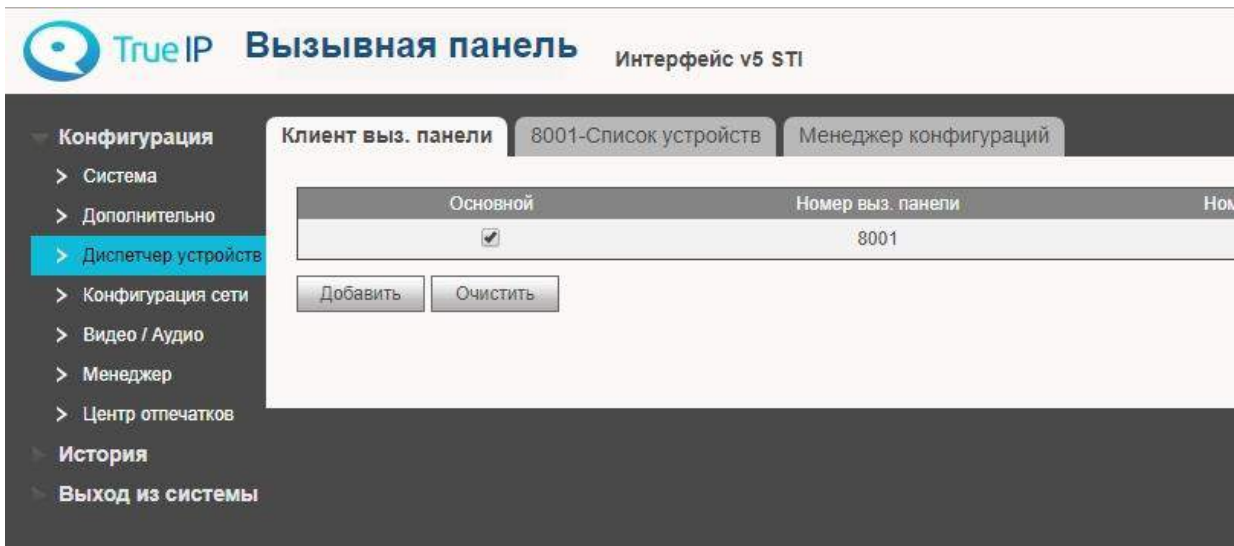 True IP Вызывная панель Интерфейс v5 STI
Конфигурация
Система
Дополнительно
Диспетчер устройств
Конфигурация сети
Видео / Аудио
Менеджер
Центр отпечатков
История
Выход из системы
Клиент выз. панели 8001-Список устройств Менеджер конфигураций
Основной Номер выз. панели
8001
Добавить Очистить